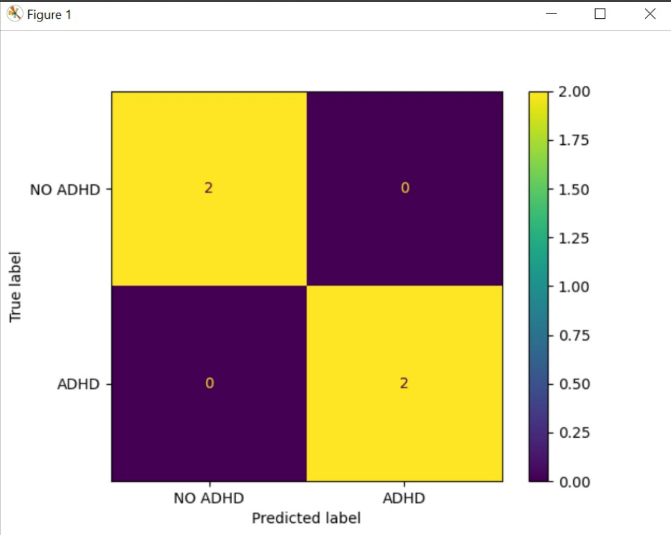 Figure 1
2.00
1.75
1.50
1.25
1.00
0.75
0.50
0.25
0.00
True label
NO ADHD
2
0
ADHD
0
2
NO ADHD
ADHD
Predicted label